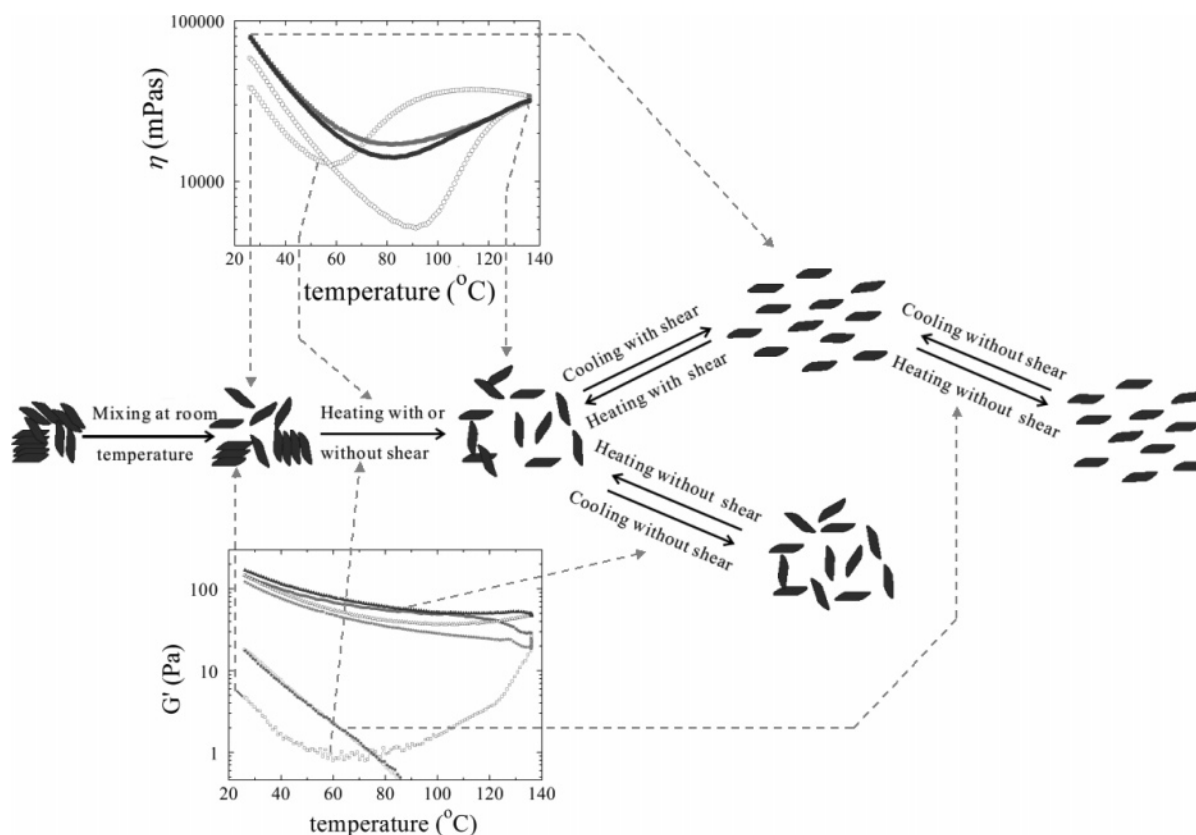 100000
η (mPas)
10000
20 40 60 80 100 120 140
temperature (°C)
Cooling with shear
Heating with shear
Cooling without shear
Heating without shear
Mixing at room
temperature
Heating with or
without shear
Heating without shear
Cooling without shear
100
10
1
G' (Pa)
20 40 60 80 100 120 140
temperature (°C)